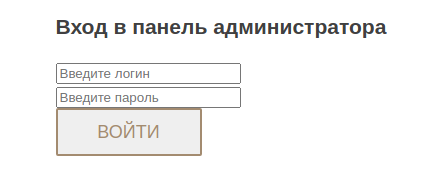 Вход в панель администратора
Введите логин
Введите пароль
ВОЙТИ